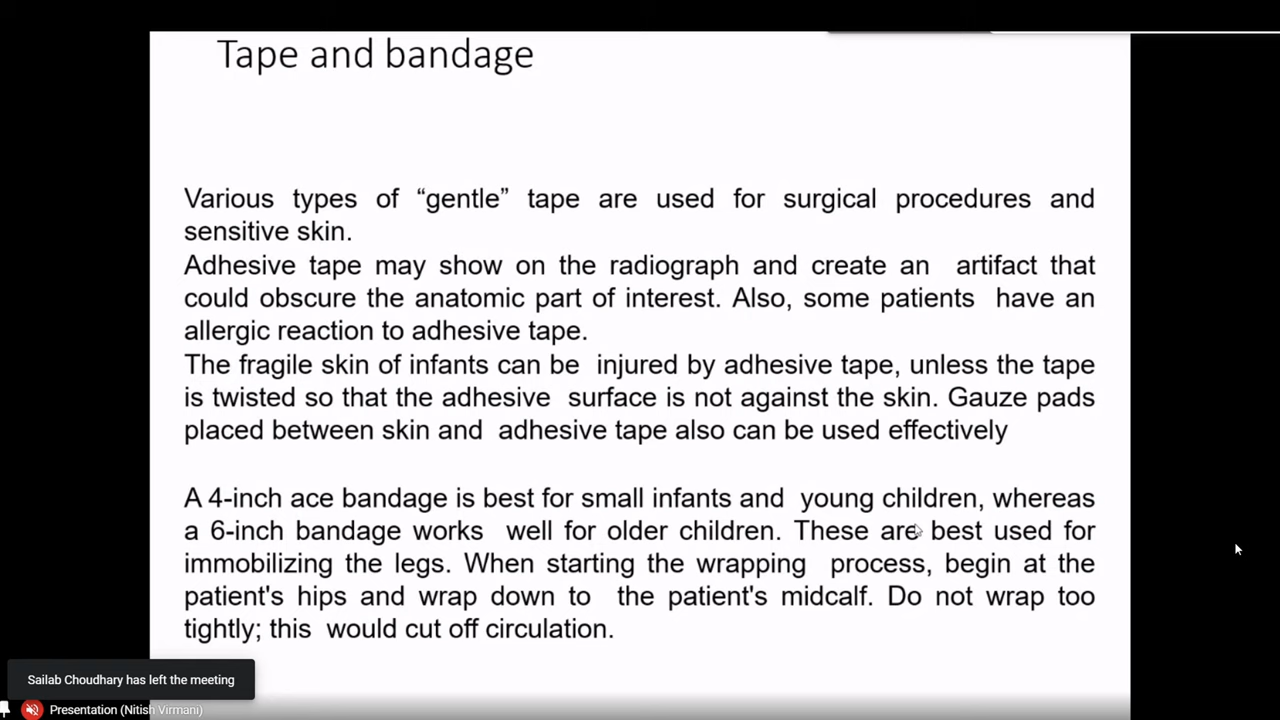 Tape and bandage
Various types of “gentle” tape are used for surgical procedures and
sensitive skin.
Adhesive tape may show on the radiograph and create an artifact that
could obscure the anatomic part of interest. Also, some patients have an
allergic reaction to adhesive tape.
The fragile skin of infants can be injured by adhesive tape, unless the tape
is twisted so that the adhesive surface is not against the skin. Gauze pads
placed between skin and adhesive tape also can be used effectively
A 4-inch ace bandage is best for small infants and young children, whereas
a 6-inch bandage works well for older children. These are best used for
immobilizing the legs. When starting the wrapping process, begin at the
patient's hips and wrap down to the patient's midcalf. Do not wrap too
tightly; this would cut off circulation.
Sailab Choudhary has left the meeting
Presentation (Nitish Virmani)